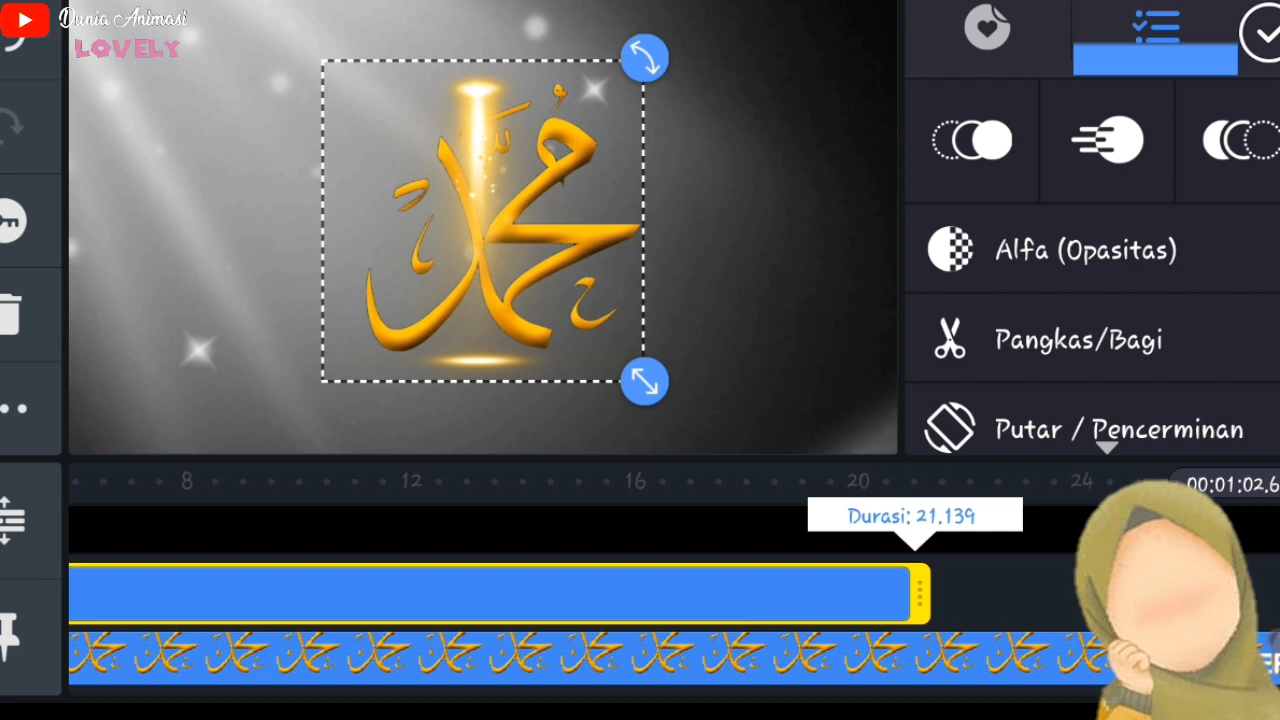 Dunia Animasi
LOVELY
محمد
Alfa (Opasitas)
Pangkas/Bagi
Putar / Pencerminan
8 12 16 20 24
00:01:02.6
Durasi: 21.139